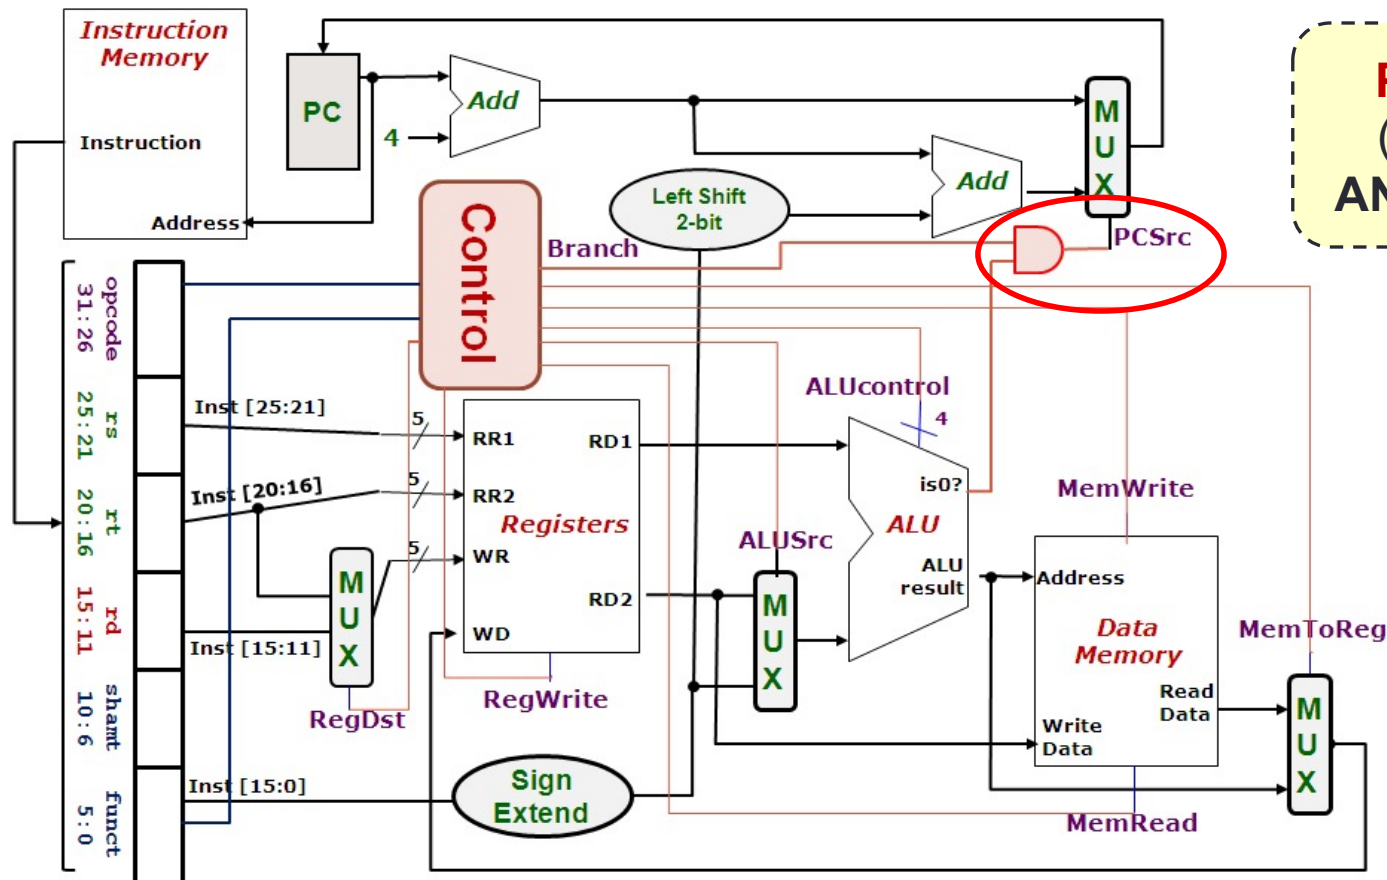 Instruction
Memory
Instruction
Address
PC
4
Add
Left Shift
2-bit
Add
M
U
X
PCSrc
AN
Control
Branch
opcode
31:26
rs
25:21
rt
20:16
rd
15:11
shamt
10:6
funct
5:0
Inst [25:21]
Inst [20:16]
Inst [15:11]
Inst [15:0]
5
5
5
M
U
X
RegDst
RR1
RR2
WR
WD
RD1
RD2
Registers
RegWrite
Sign
Extend
ALUSrc
M
U
X
ALUcontrol
4
is0?
ALU
ALU
result
MemWrite
Address
Data
Memory
Read
Data
Write
Data
MemRead
MemToReg
M
U
X